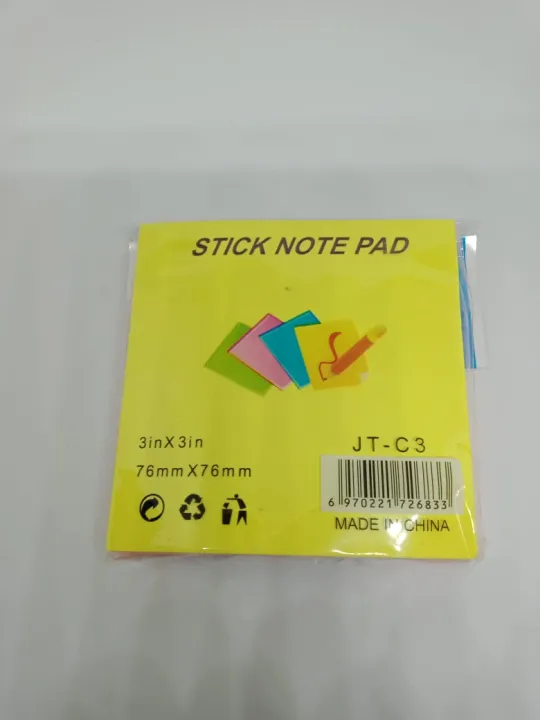 STICK NOTE PAD
3inX3in
76mmX76mm
JT-C3
6 970221 726833
MADE IN CHINA